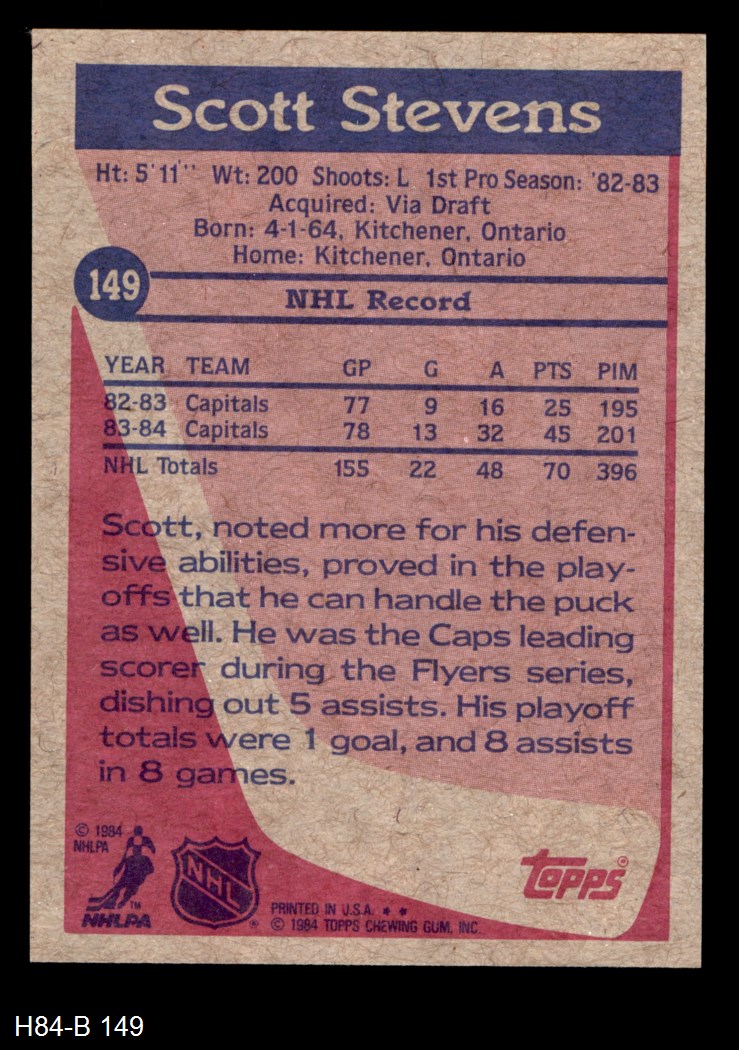 Scott Stevens
Ht: 5'11" Wt: 200 Shoots: L 1st Pro Season: '82-83
Acquired: Via Draft
Born: 4-1-64, Kitchener, Ontario
Home: Kitchener, Ontario
149
NHL Record
YEAR TEAM GP G A PTS PIM
82-83 Capitals 77 9 16 25 195
83-84 Capitals 78 13 32 45 201
NHL Totals 155 22 48 70 396
Scott, noted more for his defen-
sive abilities, proved in the play-
offs that he can handle the puck
as well. He was the Caps leading
scorer during the Flyers series,
dishing out 5 assists. His playoff
totals were 1 goal, and 8 assists
in 8 games.
© 1984
NHLPA
TM
NHLPA
NHL
®
PRINTED IN U.S.A. **
© 1984 TOPPS CHEWING GUM, INC.
topps®
H84-B 149